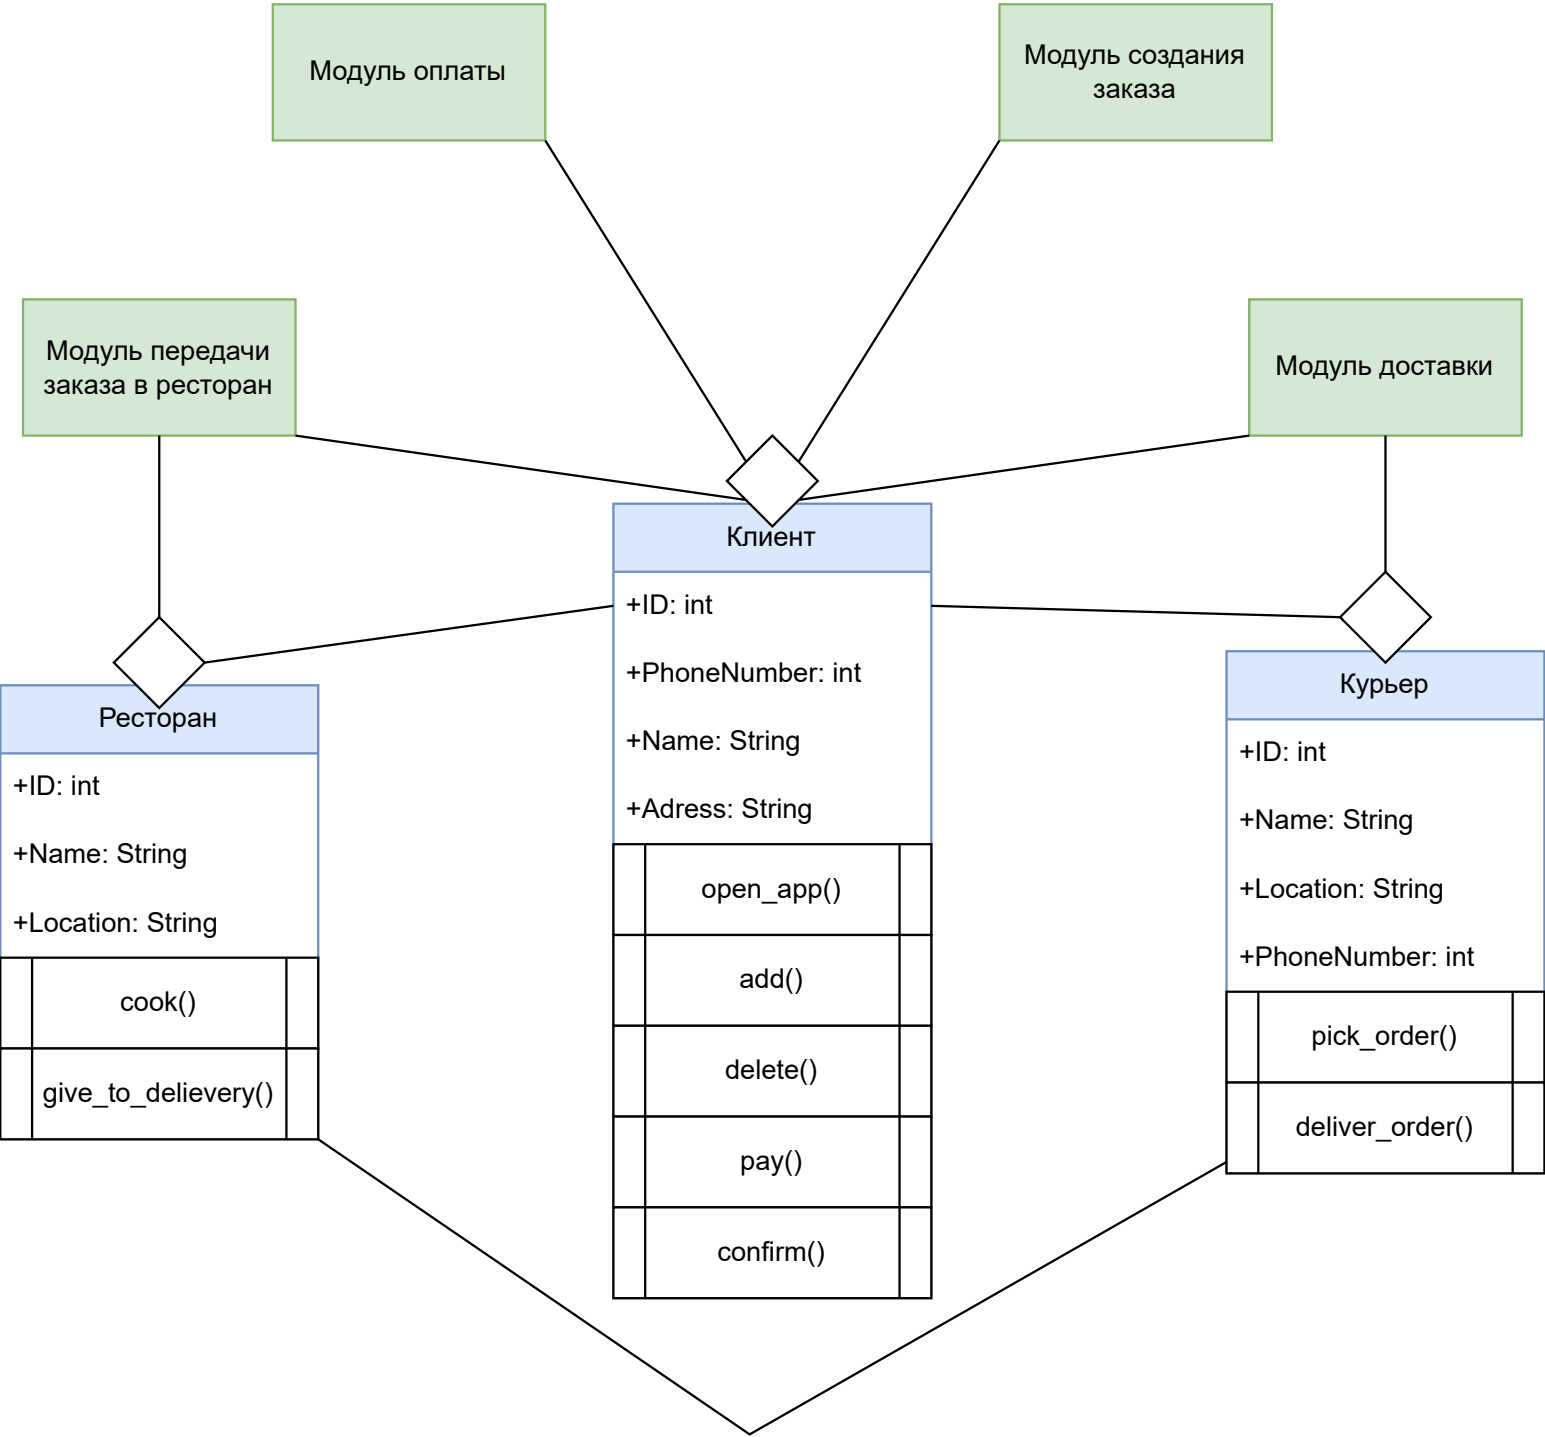 Модуль оплаты
Модуль создания
заказа
Модуль передачи
заказа в ресторан
Модуль доставки
Клиент
+ID: int
+PhoneNumber: int
+Name: String
+Adress: String
open_app()
add()
delete()
pay()
confirm()
Ресторан
+ID: int
+Name: String
+Location: String
cook()
give_to_delievery()
Курьер
+ID: int
+Name: String
+Location: String
+PhoneNumber: int
pick_order()
deliver_order()